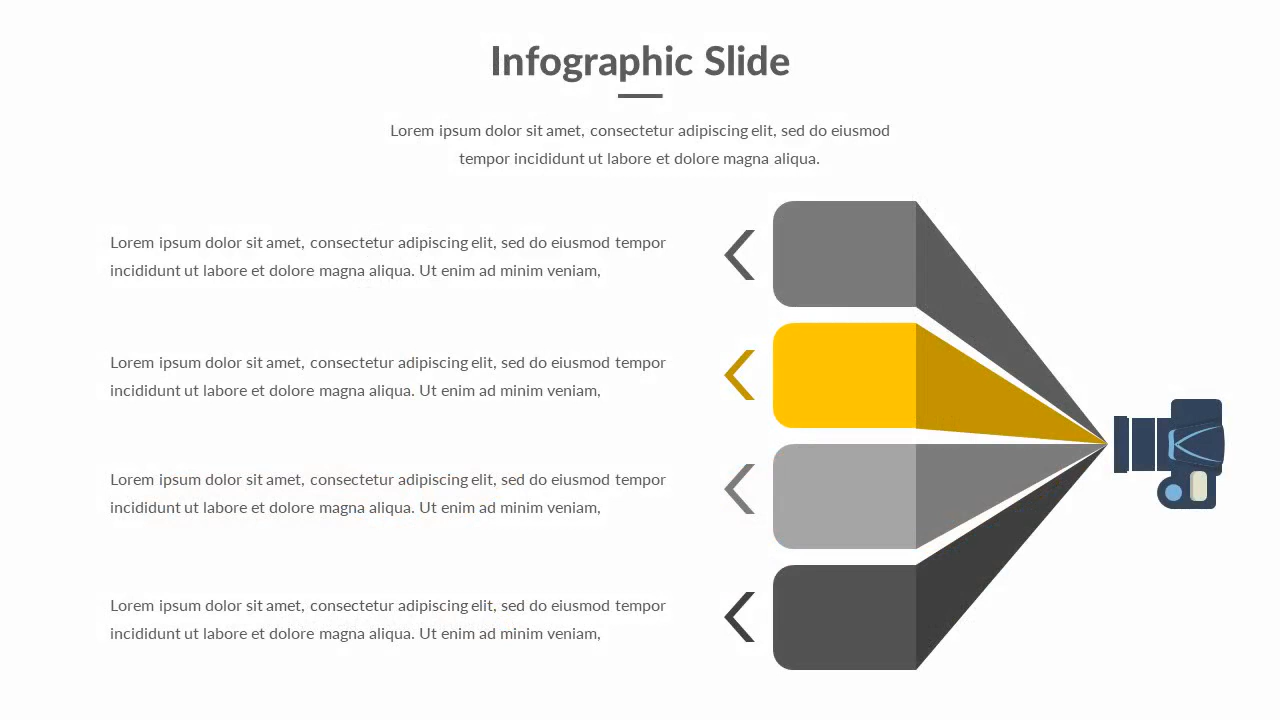 Infographic Slide
Lorem ipsum dolor sit amet, consectetur adipiscing elit, sed do eiusmod
tempor incididunt ut labore et dolore magna aliqua.
Lorem ipsum dolor sit amet, consectetur adipiscing elit, sed do eiusmod tempor
incididunt ut labore et dolore magna aliqua. Ut enim ad minim veniam,
Lorem ipsum dolor sit amet, consectetur adipiscing elit, sed do eiusmod tempor
incididunt ut labore et dolore magna aliqua. Ut enim ad minim veniam,
Lorem ipsum dolor sit amet, consectetur adipiscing elit, sed do eiusmod tempor
incididunt ut labore et dolore magna aliqua. Ut enim ad minim veniam,
Lorem ipsum dolor sit amet, consectetur adipiscing elit, sed do eiusmod tempor
incididunt ut labore et dolore magna aliqua. Ut enim ad minim veniam,